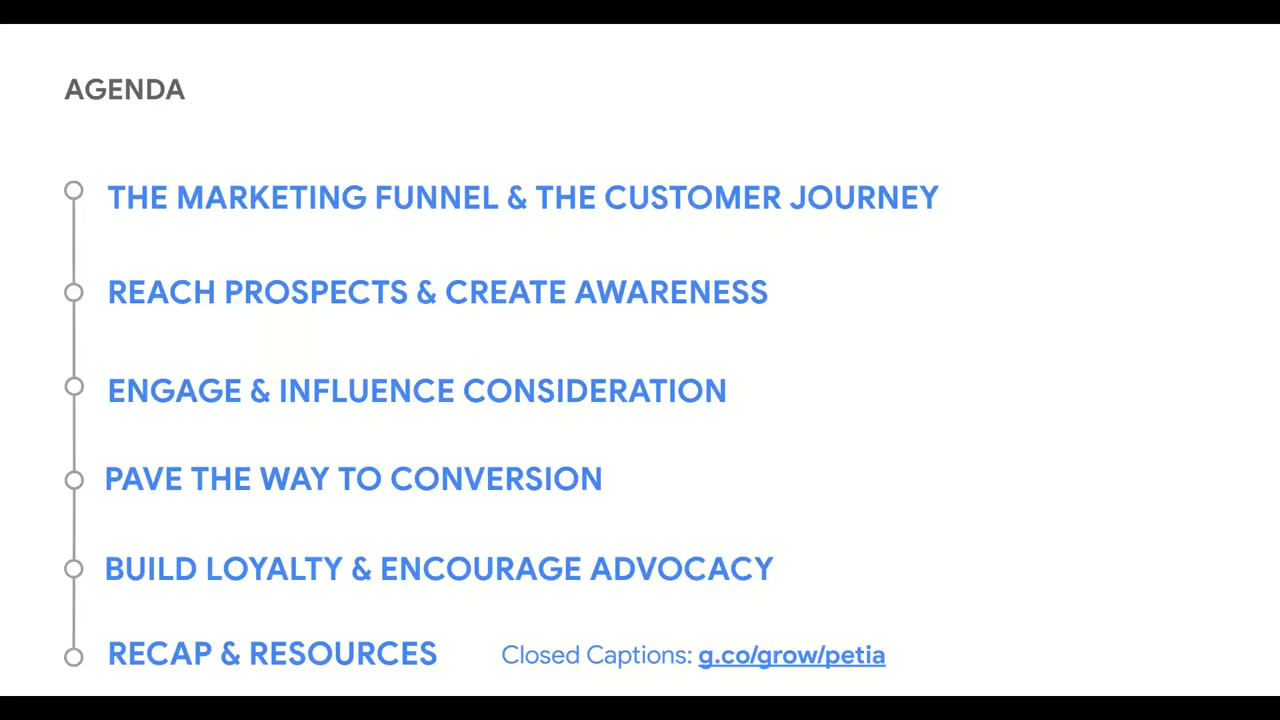 AGENDA
THE MARKETING FUNNEL & THE CUSTOMER JOURNEY
REACH PROSPECTS & CREATE AWARENESS
ENGAGE & INFLUENCE CONSIDERATION
PAVE THE WAY TO CONVERSION
BUILD LOYALTY & ENCOURAGE ADVOCACY
RECAP & RESOURCES Closed Captions: g.co/grow/petia